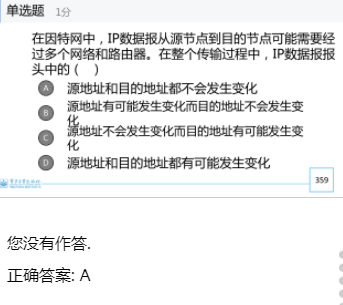 单选题 1分
在因特网中，IP数据报从源节点到目的节点可能需要经
过多个网络和路由器。在整个传输过程中，IP数据报报
头中的（ ）
A 源地址和目的地址都不会发生变化
B 源地址有可能发生变化而目的地址不会发生变
化
C 源地址不会发生变化而目的地址有可能发生变
化
D 源地址和目的地址都有可能发生变化
359
您没有作答.
正确答案: A